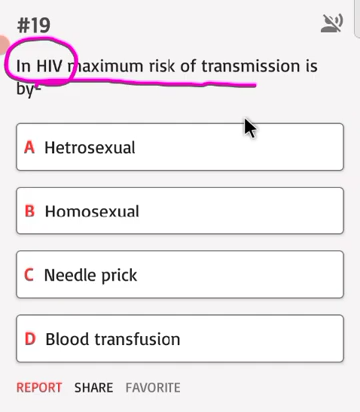 #19
In HIV maximum risk of transmission is
by-
A Hetrosexual
B Homosexual
C Needle prick
D Blood transfusion
REPORT SHARE FAVORITE